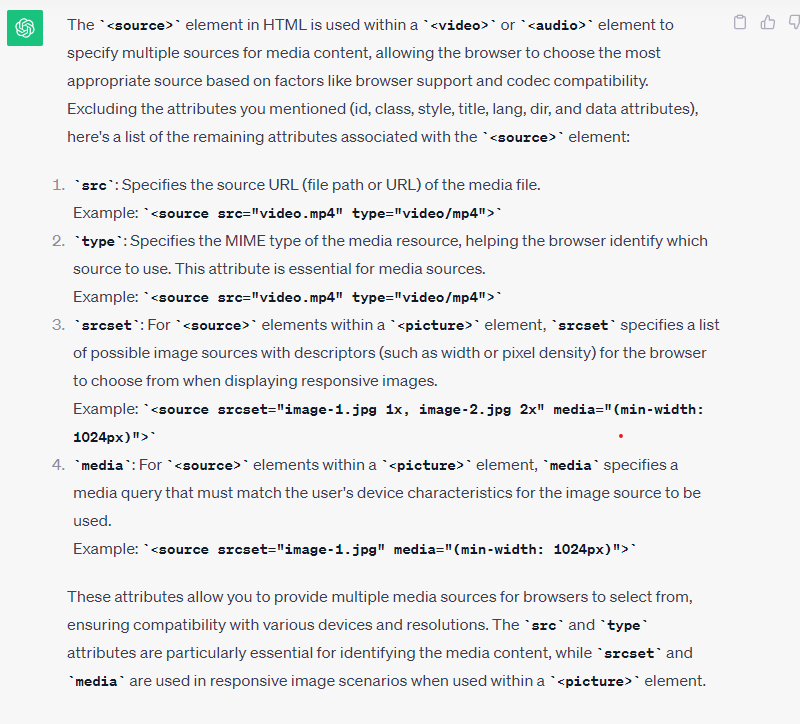 The `<source>` element in HTML is used within a `<video>` or `<audio>` element to
specify multiple sources for media content, allowing the browser to choose the most
appropriate source based on factors like browser support and codec compatibility.
Excluding the attributes you mentioned (id, class, style, title, lang, dir, and data attributes),
here's a list of the remaining attributes associated with the `<source>` element:
1. `src`: Specifies the source URL (file path or URL) of the media file.
Example: `<source src="video.mp4" type="video/mp4">`
2. `type`: Specifies the MIME type of the media resource, helping the browser identify which
source to use. This attribute is essential for media sources.
Example: `<source src="video.mp4" type="video/mp4">`
3. `srcset`: For `<source>` elements within a `<picture>` element, `srcset` specifies a list
of possible image sources with descriptors (such as width or pixel density) for the browser
to choose from when displaying responsive images.
Example: `<source srcset="image-1.jpg 1x, image-2.jpg 2x" media="(min-width:
1024px)">`
4. `media`: For `<source>` elements within a `<picture>` element, `media` specifies a
media query that must match the user's device characteristics for the image source to be
used.
Example: `<source srcset="image-1.jpg" media="(min-width: 1024px)">`
These attributes allow you to provide multiple media sources for browsers to select from,
ensuring compatibility with various devices and resolutions. The `src` and `type`
attributes are particularly essential for identifying the media content, while `srcset` and
`media` are used in responsive image scenarios when used within a `<picture>` element.